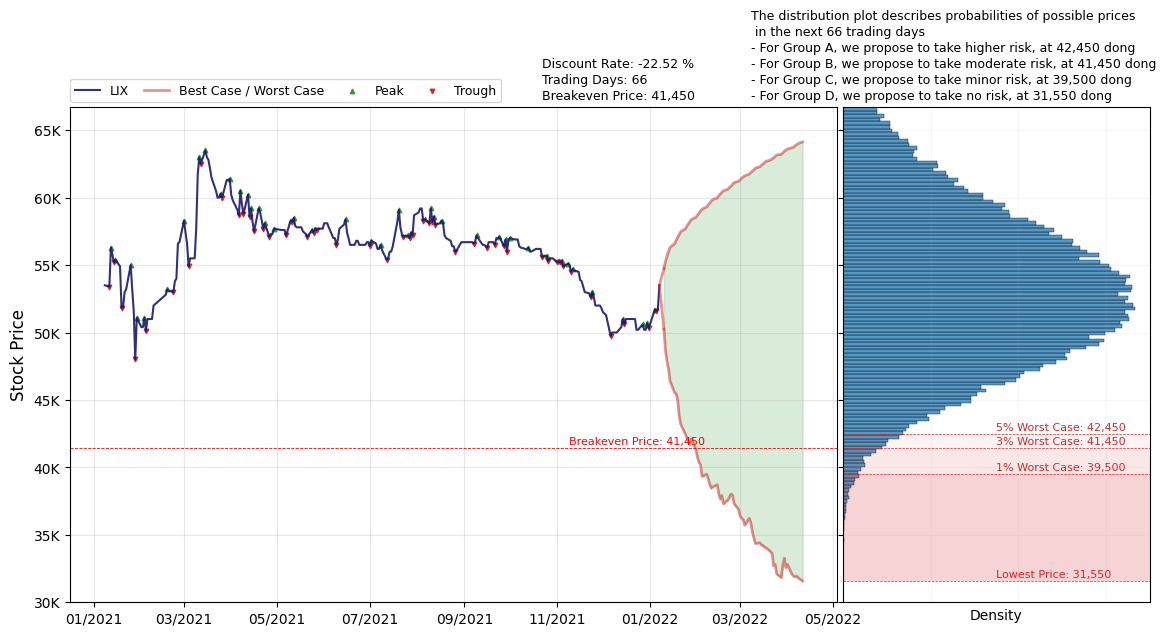 The distribution plot describes probabilities of possible prices
in the next 66 trading days
- For Group A, we propose to take higher risk, at 42,450 dong
- For Group B, we propose to take moderate risk, at 41,450 dong
- For Group C, we propose to take minor risk, at 39,500 dong
- For Group D, we propose to take no risk, at 31,550 dong
Discount Rate: -22.52 %
Trading Days: 66
Breakeven Price: 41,450
LIX Best Case / Worst Case Peak Trough
Stock Price
65K
60K
55K
50K
45K
40K
35K
30K
Breakeven Price: 41,450
5% Worst Case: 42,450
3% Worst Case: 41,450
1% Worst Case: 39,500
Lowest Price: 31,550
01/2021 03/2021 05/2021 07/2021 09/2021 11/2021 01/2022 03/2022 05/2022
Density